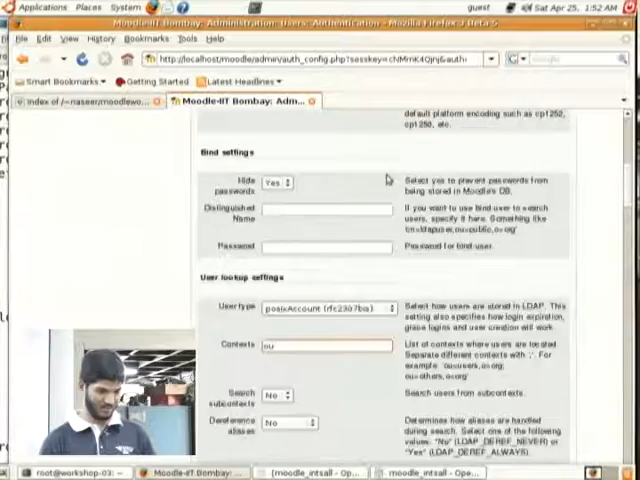 Applications Places System guest Sat Apr 25, 1:52 AM
Moodle-IIT Bombay: Administration: Users: Authentication - Mozilla Firefox 3 Beta 5
File Edit View History Bookmarks Tools Help
http://localhost/moodle/admin/auth_config.php?sesskey=
Smart Bookmarks Getting Started Latest Headlines
Index of /~naseer/moodlewo... Moodle-IIT Bombay: Adm...
default platform encoding such as cp1250,
cp1250, etc.
Bind settings
Hide
passwords
Yes
Select yes to prevent passwords from
being stored in Moodle's DB.
Distinguished
Name
If you want to use bind-user to search
users, specify it here. Something like
'cn=ldapuser,ou=public,o=org'
Password
Password for bind-user.
User lookup settings
User type
posixAccount (rfc2307bis)
Select how users are stored in LDAP. This
setting also specifies how login expiration,
grace logins and user creation will work.
Contexts
ou
List of contexts where users are located.
Separate different contexts with ';'. For
example: 'ou=users,o=org;
ou=others,o=org'
Search
subcontexts
No
Search users from subcontexts.
Dereference
aliases
No
Determines how aliases are handled
during search. Select one of the following
values: "No" (LDAP_DEREF_NEVER) or
"Yes" (LDAP_DEREF_ALWAYS)
root@workshop-03: ~ Moodle-IIT Bombay: ... [moodle_intsall - Op... moodle_intsall - Ope...